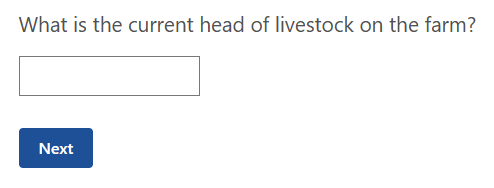 What is the current head of livestock on the farm?
Next